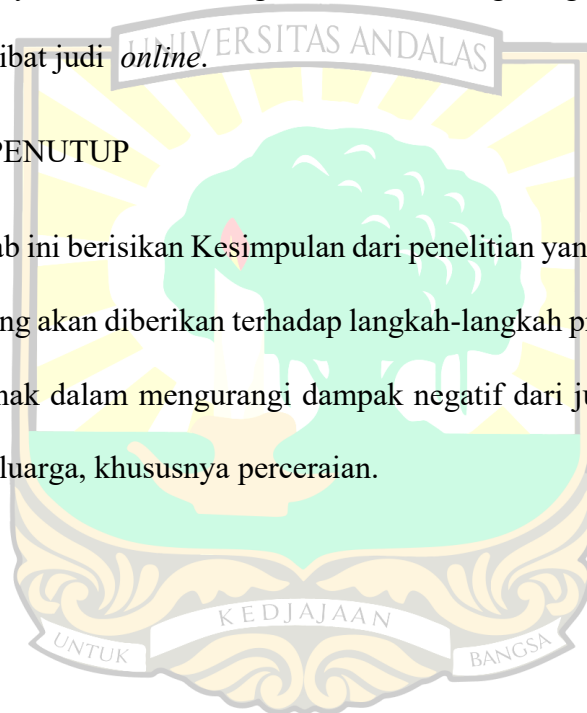 UNIVERSITAS ANDALAS
ibat judi online.
PENUTUP
ab ini berisikan Kesimpulan dari penelitian yan
ng akan diberikan terhadap langkah-langkah p
nak dalam mengurangi dampak negatif dari ju
luarga, khususnya perceraian.
KEDJAJAAN
UNTUK
BANGSA